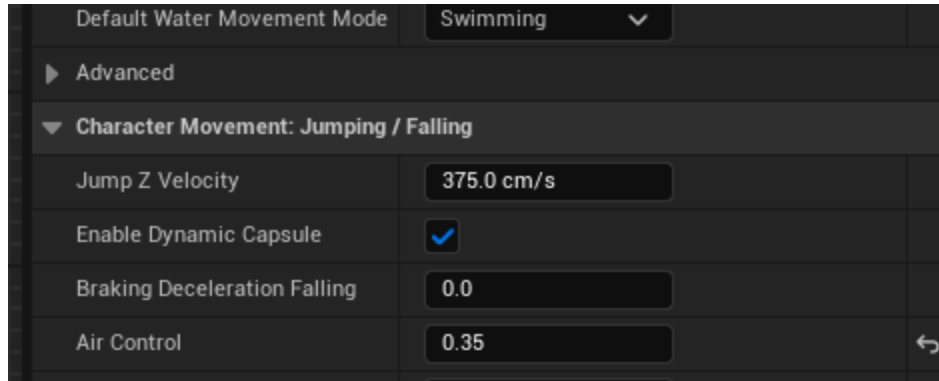 Default Water Movement Mode Swimming
Advanced
Character Movement: Jumping / Falling
Jump Z Velocity 375.0 cm/s
Enable Dynamic Capsule
Braking Deceleration Falling 0.0
Air Control 0.35